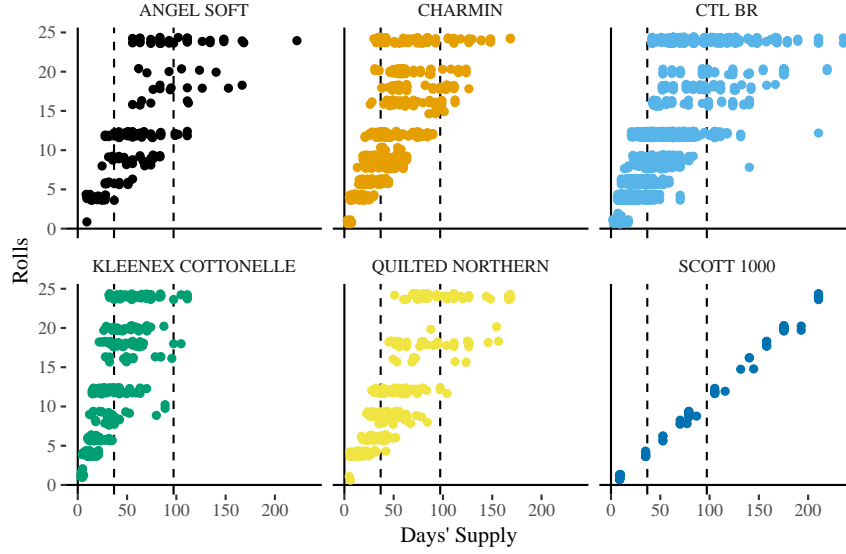 ANGEL SOFT CHARMIN CTL BR
25
20
15
10
5
0
KLEENEX COTTONELLE QUILTED NORTHERN SCOTT 1000
25
20
15
10
5
0
0 50 100 150 200 0 50 100 150 200 0 50 100 150 200
Rolls
Days' Supply